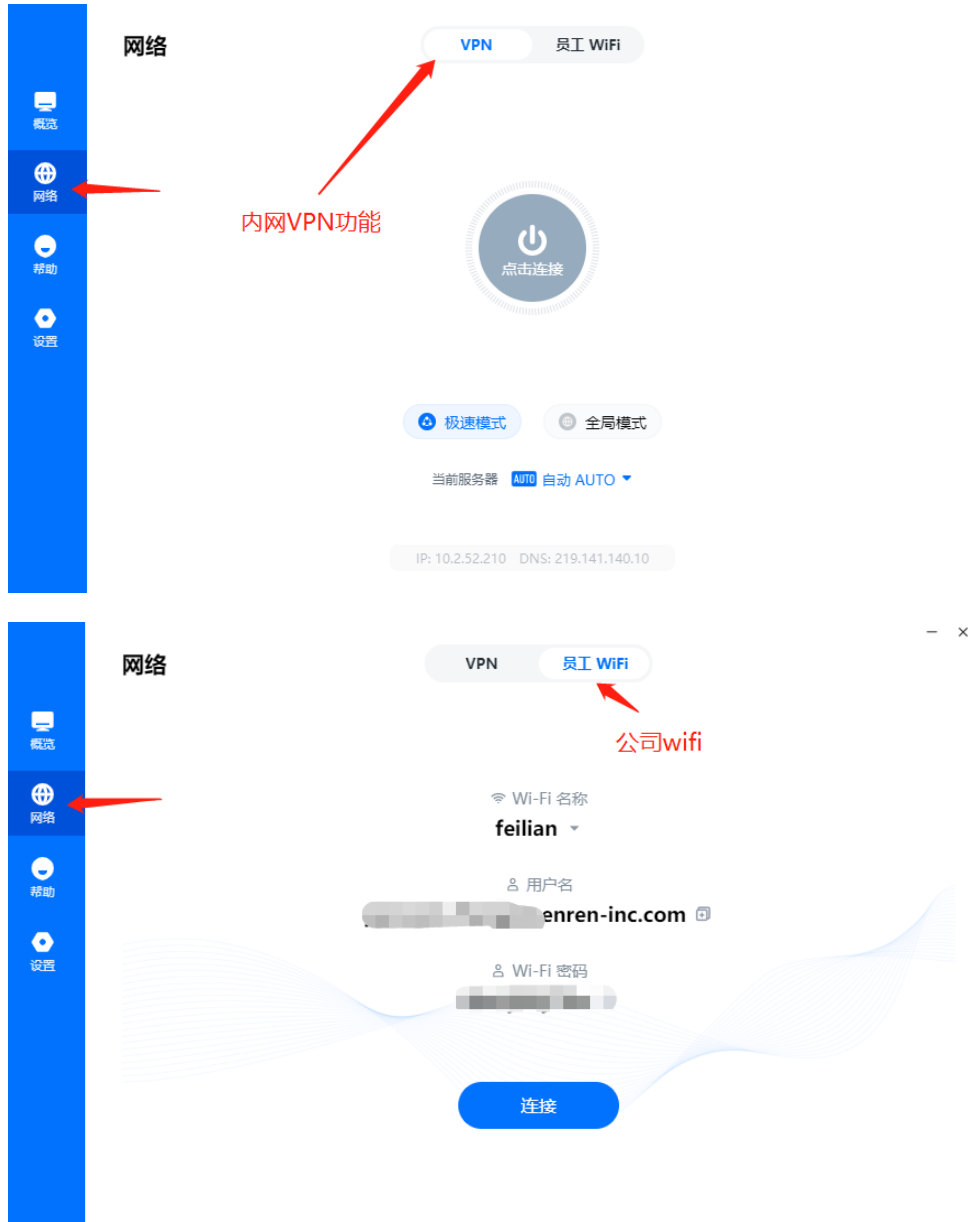 网络
VPN 员工 WiFi
概览
网络
内网VPN功能
点击连接
帮助
设置
极速模式 全局模式
当前服务器 AUTO 自动 AUTO
IP: 10.2.52.210 DNS: 219.141.140.10
网络
VPN 员工 WiFi
公司wifi
概览
网络
Wi-Fi 名称
feilian
帮助
用户名
enren-inc.com
设置
Wi-Fi 密码
连接